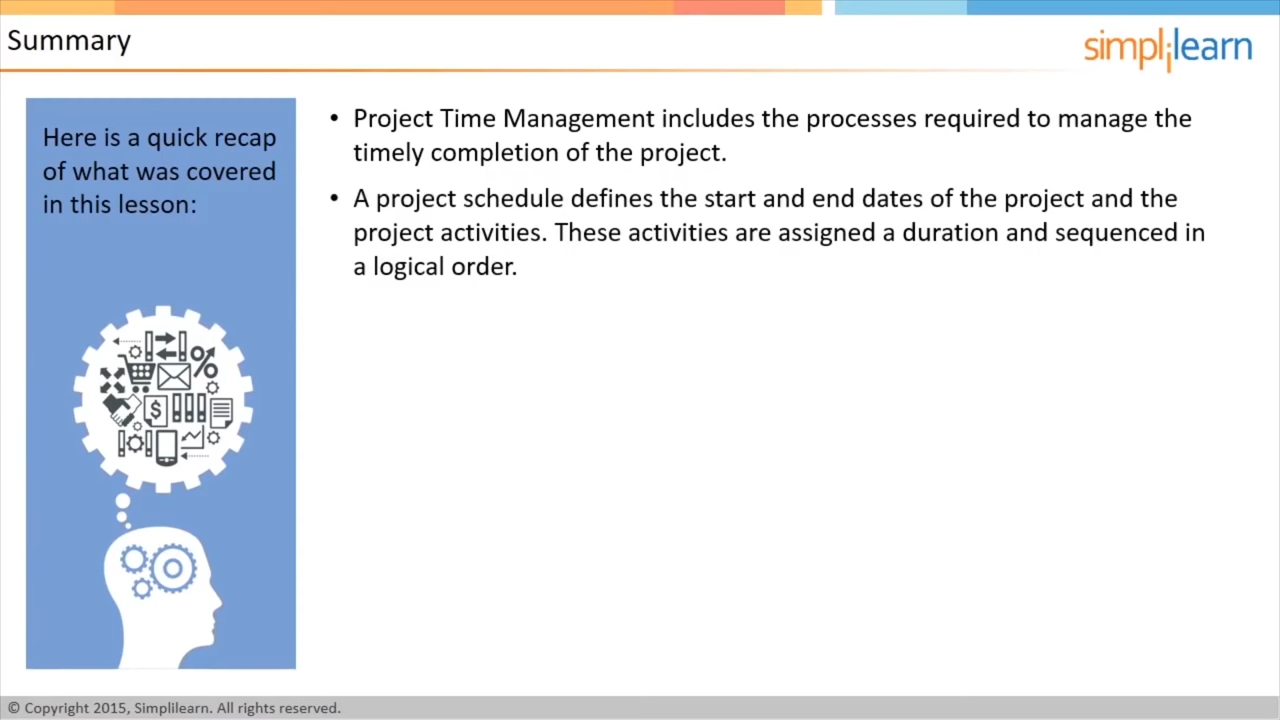 Summary
simplilearn
Here is a quick recap
of what was covered
in this lesson:
• Project Time Management includes the processes required to manage the
timely completion of the project.
• A project schedule defines the start and end dates of the project and the
project activities. These activities are assigned a duration and sequenced in
a logical order.
© Copyright 2015, Simplilearn. All rights reserved.